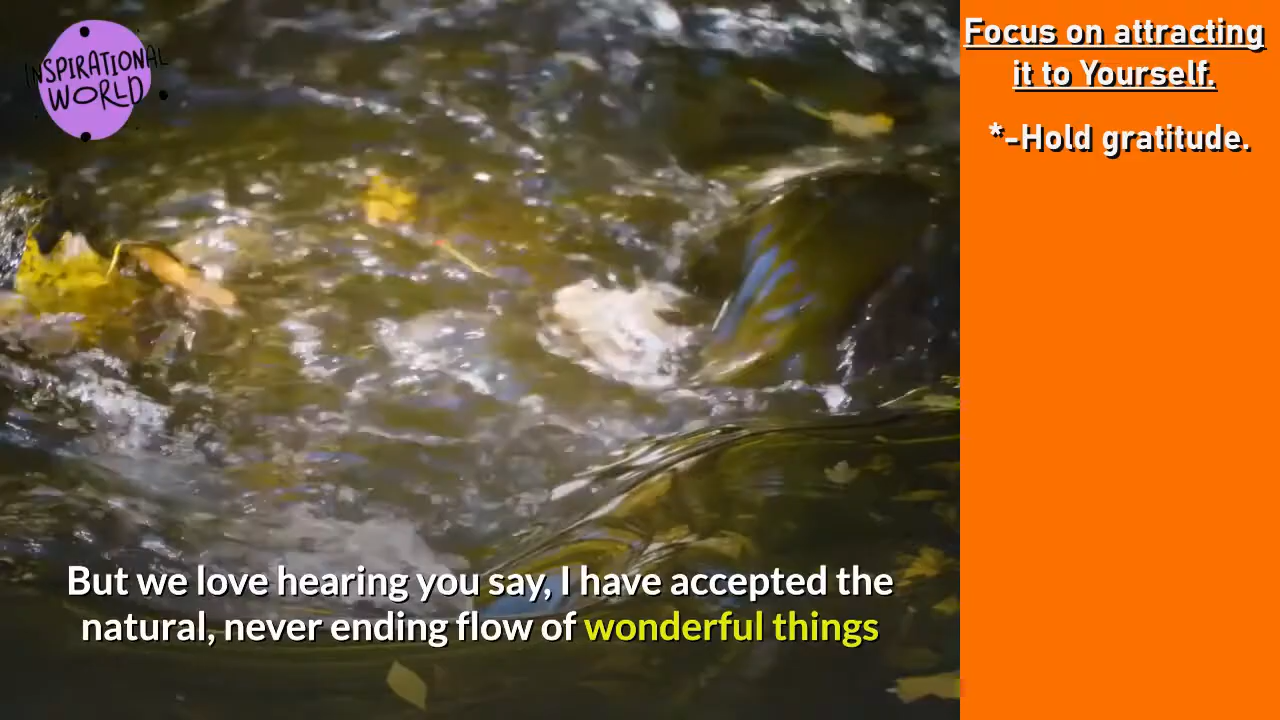 INSPIRATIONAL
WORLD
Focus on attracting
it to Yourself.
*-Hold gratitude.
But we love hearing you say, I have accepted the
natural, never ending flow of wonderful things